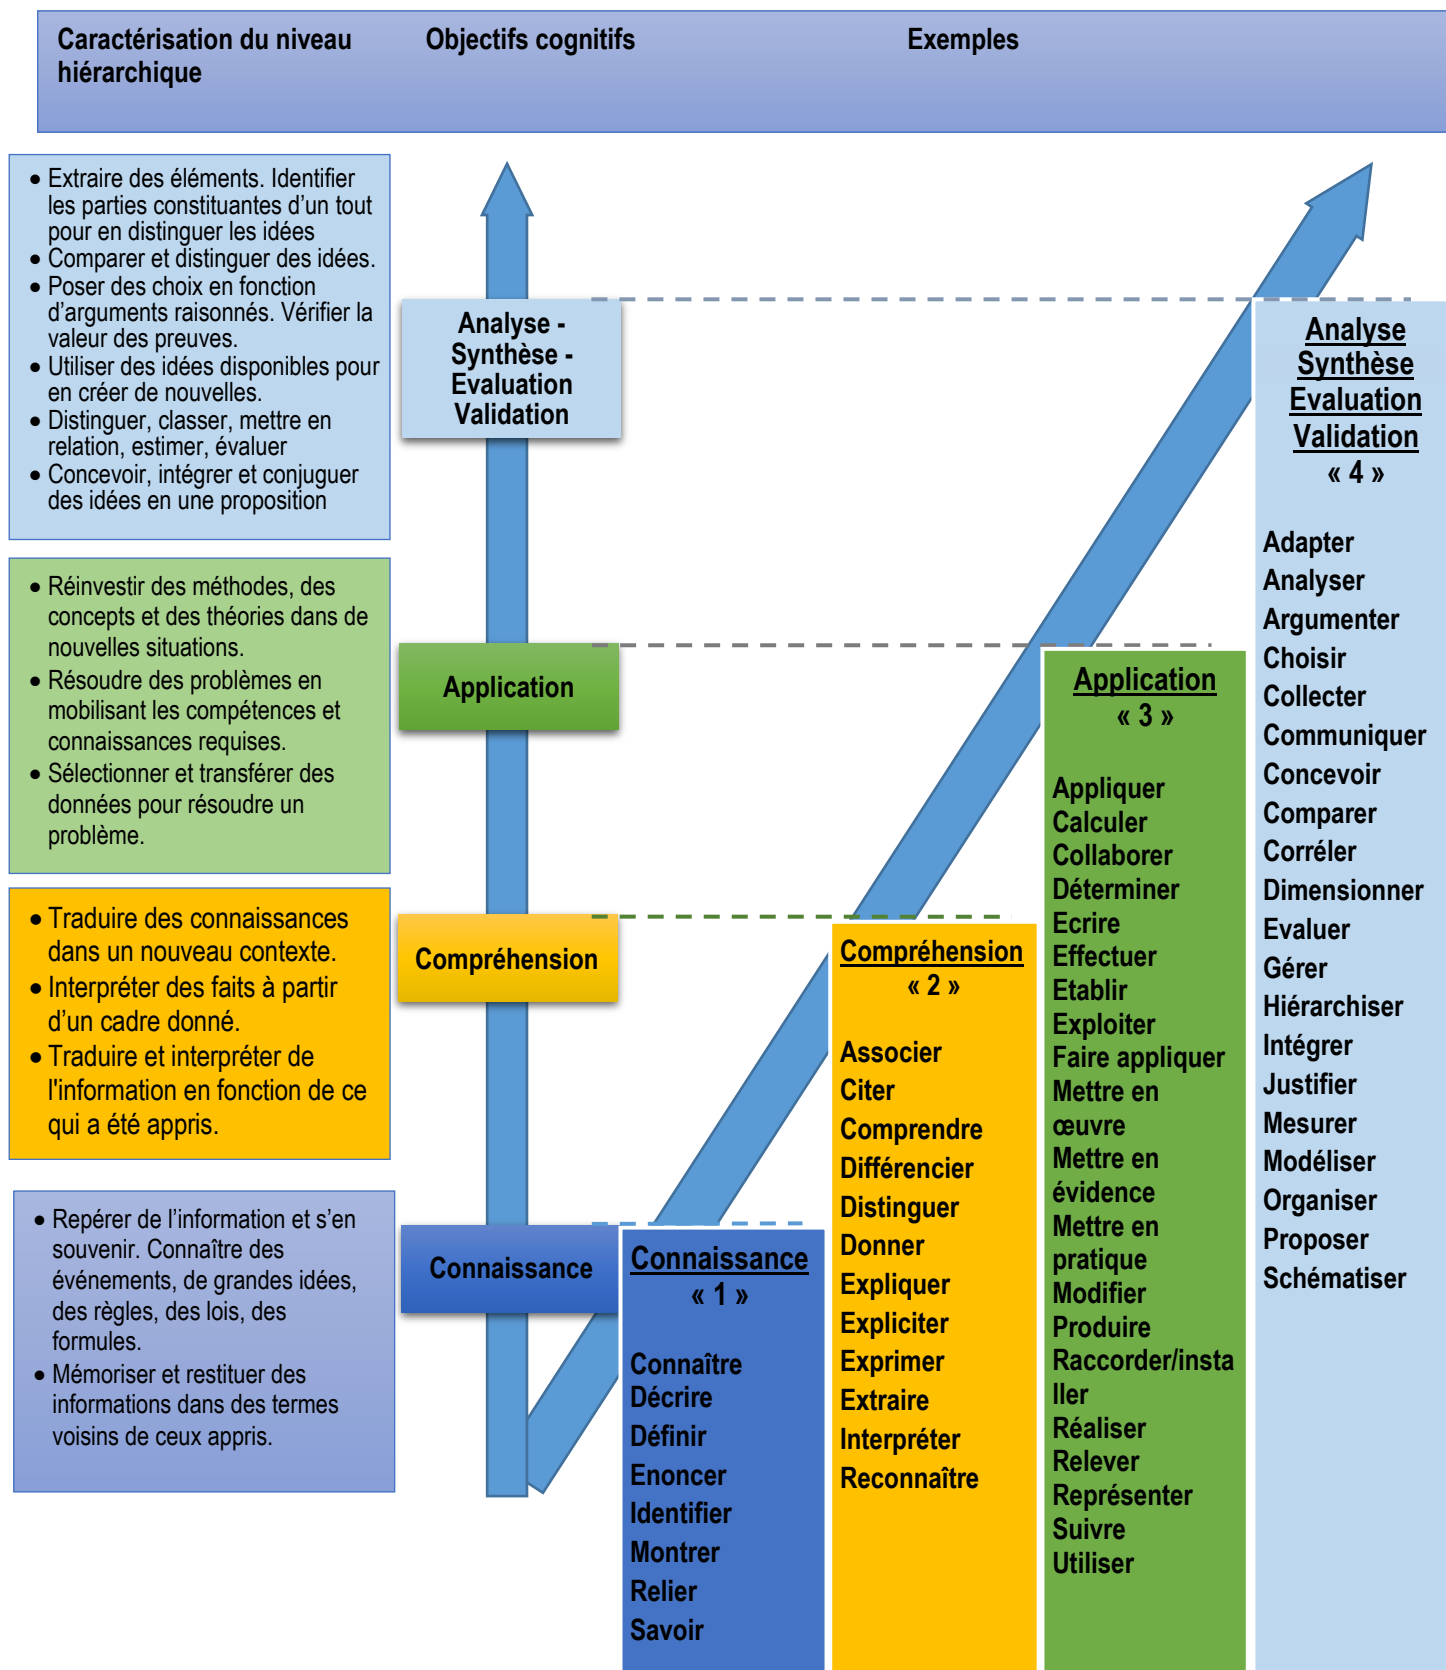 Caractérisation du niveau
hiérarchique
Objectifs cognitifs
Exemples
• Extraire des éléments. Identifier
les parties constituantes d’un tout
pour en distinguer les idées
• Comparer et distinguer des idées.
• Poser des choix en fonction
d’arguments raisonnés. Vérifier la
valeur des preuves.
• Utiliser des idées disponibles pour
en créer de nouvelles.
• Distinguer, classer, mettre en
relation, estimer, évaluer
• Concevoir, intégrer et conjuguer
des idées en une proposition
• Réinvestir des méthodes, des
concepts et des théories dans de
nouvelles situations.
• Résoudre des problèmes en
mobilisant les compétences et
connaissances requises.
• Sélectionner et transférer des
données pour résoudre un
problème.
• Traduire des connaissances
dans un nouveau contexte.
• Interpréter des faits à partir
d’un cadre donné.
• Traduire et interpréter de
l'information en fonction de ce
qui a été appris.
• Repérer de l’information et s’en
souvenir. Connaître des
événements, de grandes idées,
des règles, des lois, des
formules.
• Mémoriser et restituer des
informations dans des termes
voisins de ceux appris.
Analyse -
Synthèse -
Evaluation
Validation
Application
Compréhension
Connaissance
Connaissance
« 1 »
Connaître
Décrire
Définir
Enoncer
Identifier
Montrer
Relier
Savoir
Compréhension
« 2 »
Associer
Citer
Comprendre
Différencier
Distinguer
Donner
Expliquer
Expliciter
Exprimer
Extraire
Interpréter
Reconnaître
Application
« 3 »
Appliquer
Calculer
Collaborer
Déterminer
Ecrire
Effectuer
Etablir
Exploiter
Faire appliquer
Mettre en
œuvre
Mettre en
évidence
Mettre en
pratique
Modifier
Produire
Raccorder/insta
ller
Réaliser
Relever
Représenter
Suivre
Utiliser
Analyse
Synthèse
Evaluation
Validation
« 4 »
Adapter
Analyser
Argumenter
Choisir
Collecter
Communiquer
Concevoir
Comparer
Corréler
Dimensionner
Evaluer
Gérer
Hiérarchiser
Intégrer
Justifier
Mesurer
Modéliser
Organiser
Proposer
Schématiser